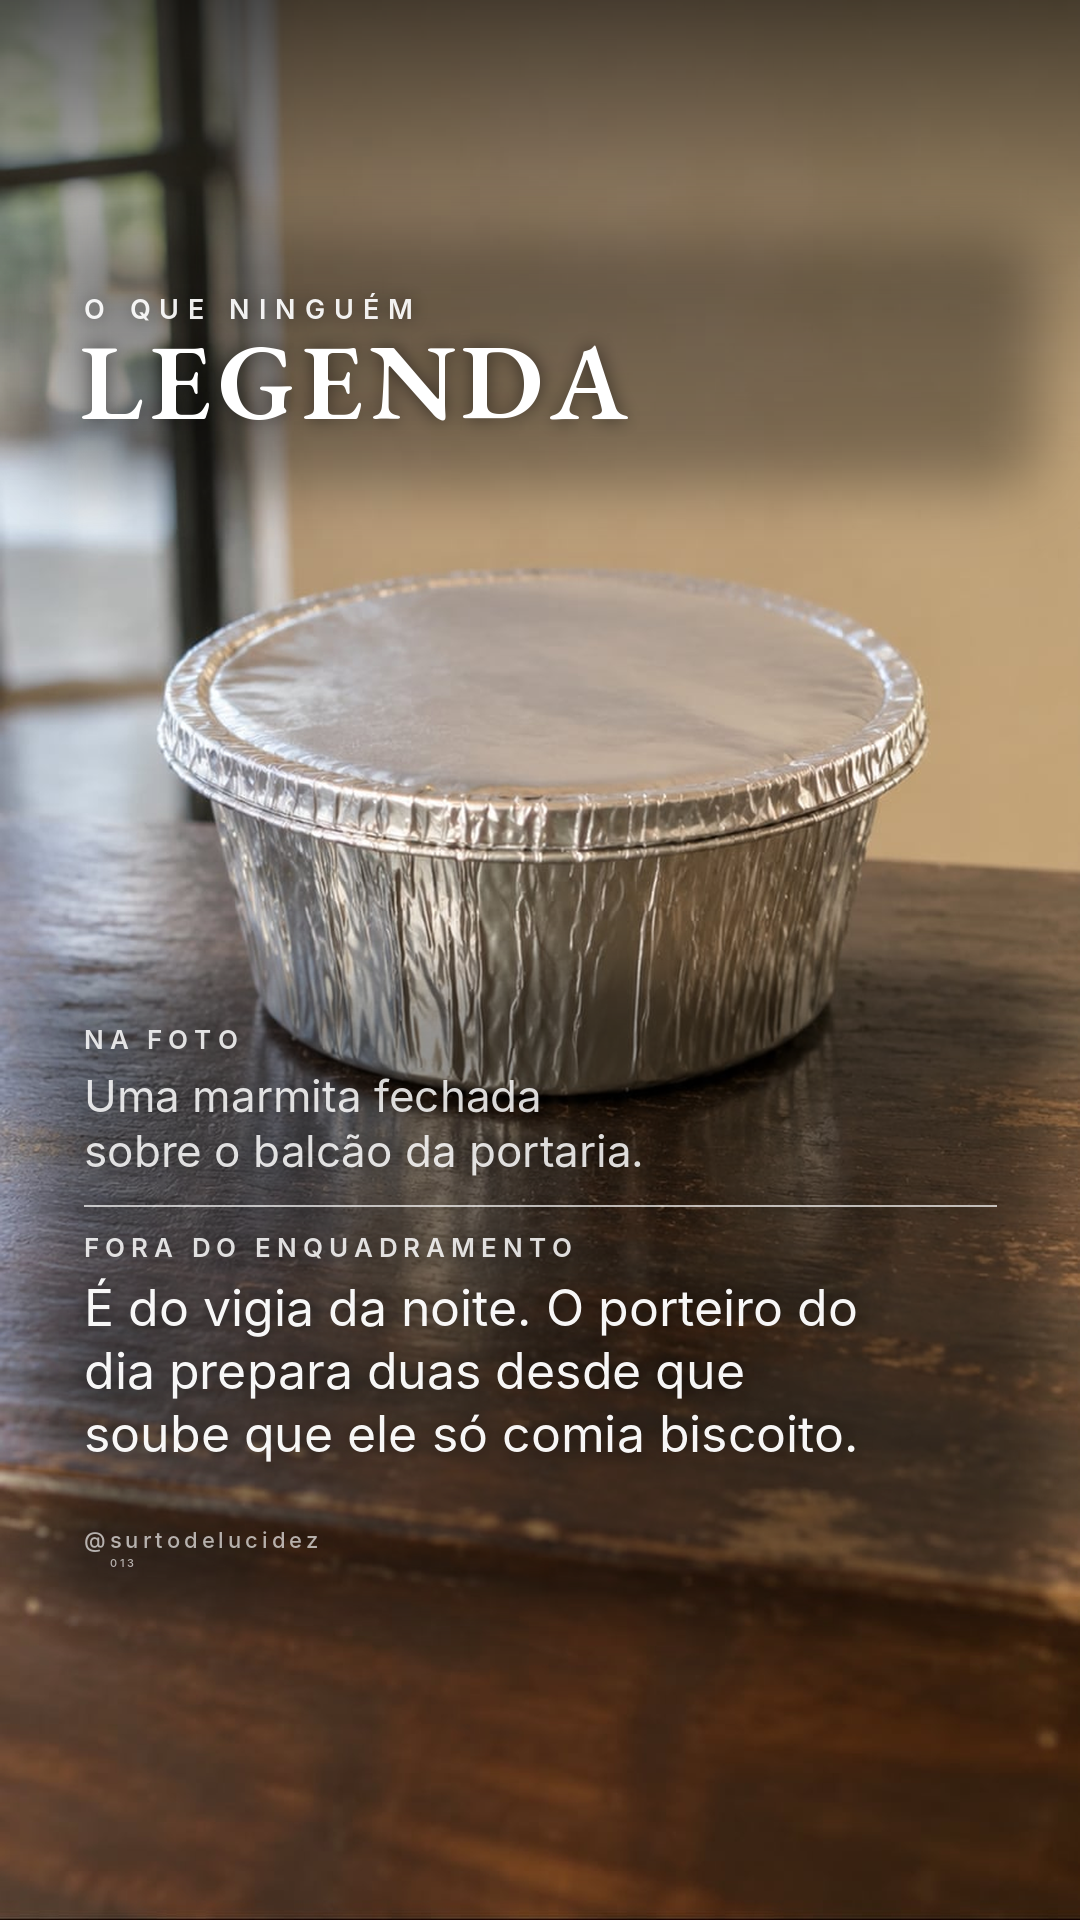 O QUE NINGUÉM
LEGENDA
NA FOTO
Uma marmita fechada
sobre o balcão da portaria.
FORA DO ENQUADRAMENTO
É do vigia da noite. O porteiro do
dia prepara duas desde que
soube que ele só comia biscoito.
@surtodelucidez
013